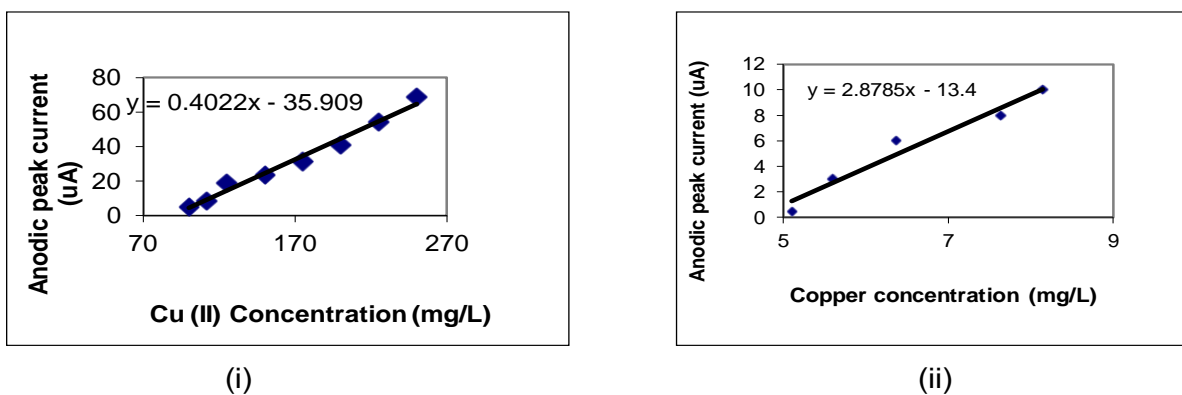 Anodic peak current
(uA)
80
60
40
20
0
y = 0.4022x - 35.909
70 170 270
Cu (II) Concentration (mg/L)
(i)
Anodic peak current (uA)
12
10
8
6
4
2
0
y = 2.8785x - 13.4
5 7 9
Copper concentration (mg/L)
(ii)